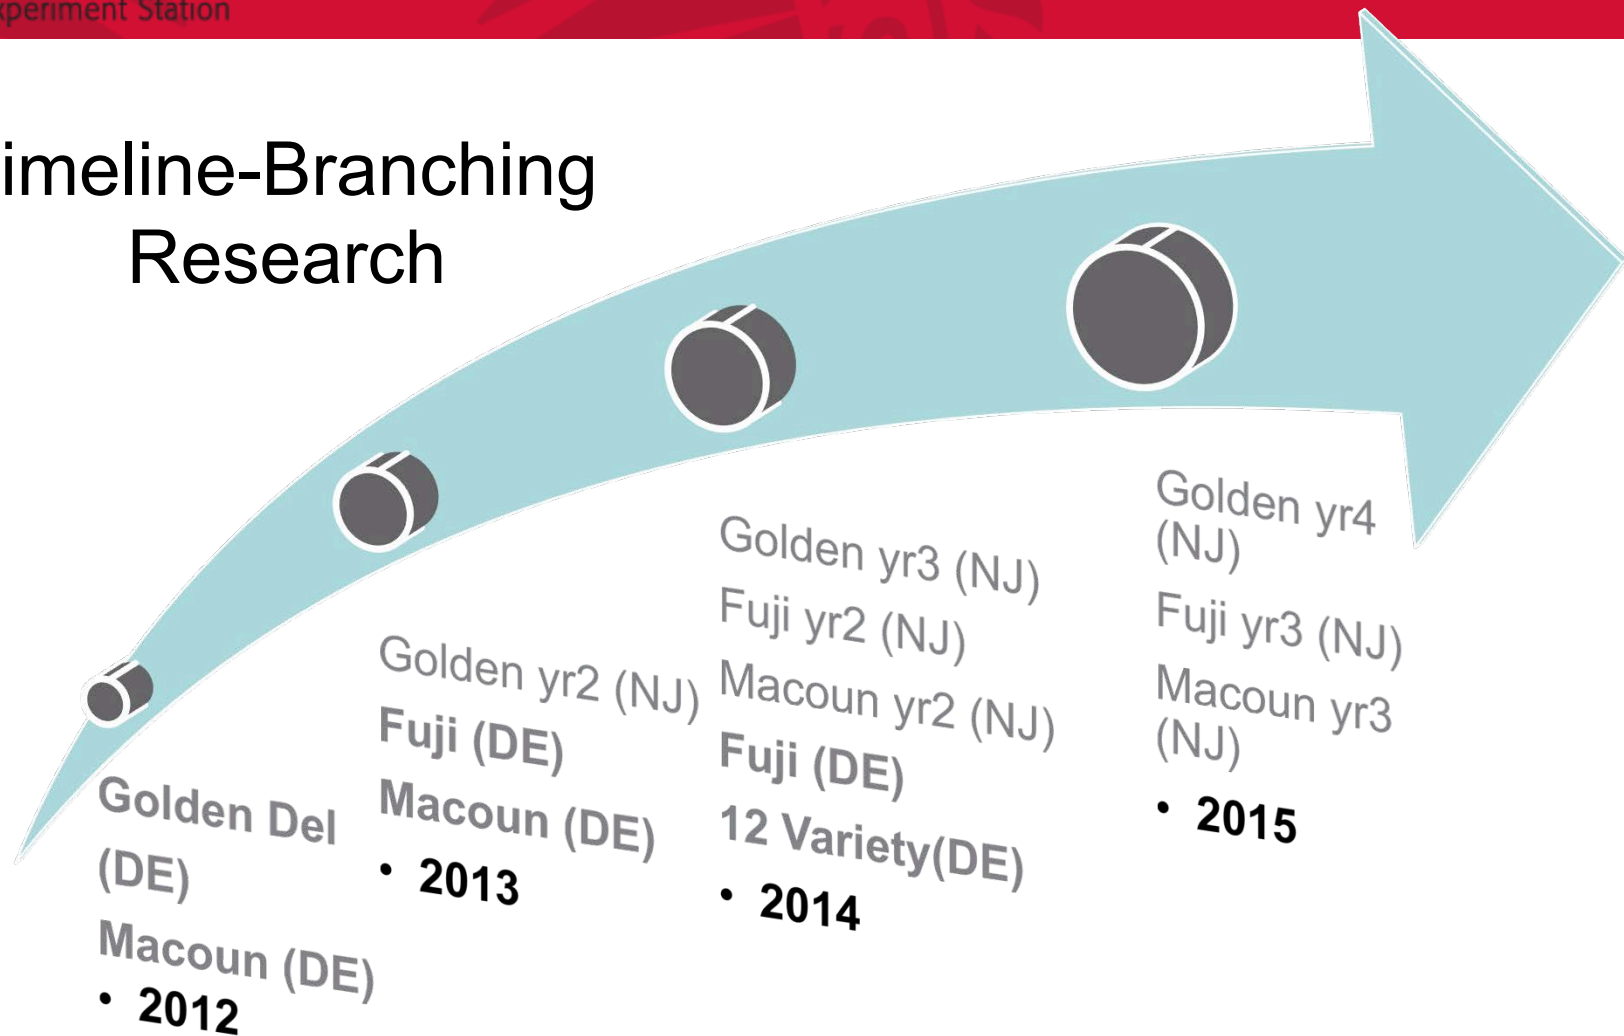 xperiment Station
imeline-Branching
Research
Golden Del
(DE)
Macoun (DE)
• 2012
Golden yr2 (NJ)
Fuji (DE)
Macoun (DE)
• 2013
Golden yr3 (NJ)
Fuji yr2 (NJ)
Macoun yr2 (NJ)
Fuji (DE)
12 Variety(DE)
• 2014
Golden yr4
(NJ)
Fuji yr3 (NJ)
Macoun yr3
(NJ)
• 2015